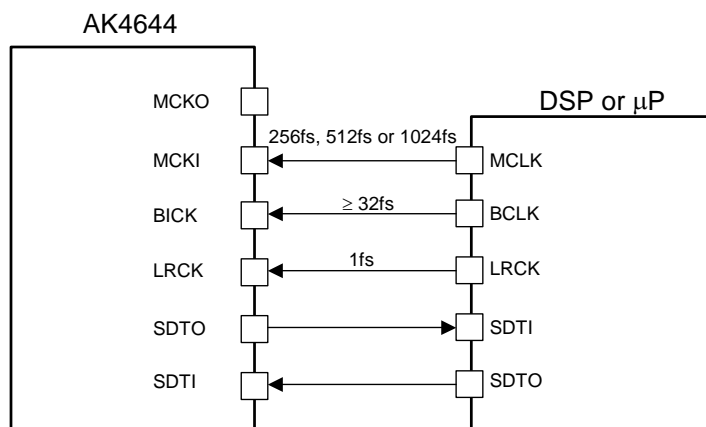 AK4644
DSP or μP
MCKO
256fs, 512fs or 1024fs
MCKI
MCLK
≥ 32fs
BICK
BCLK
1fs
LRCK
LRCK
SDTO
SDTI
SDTI
SDTO